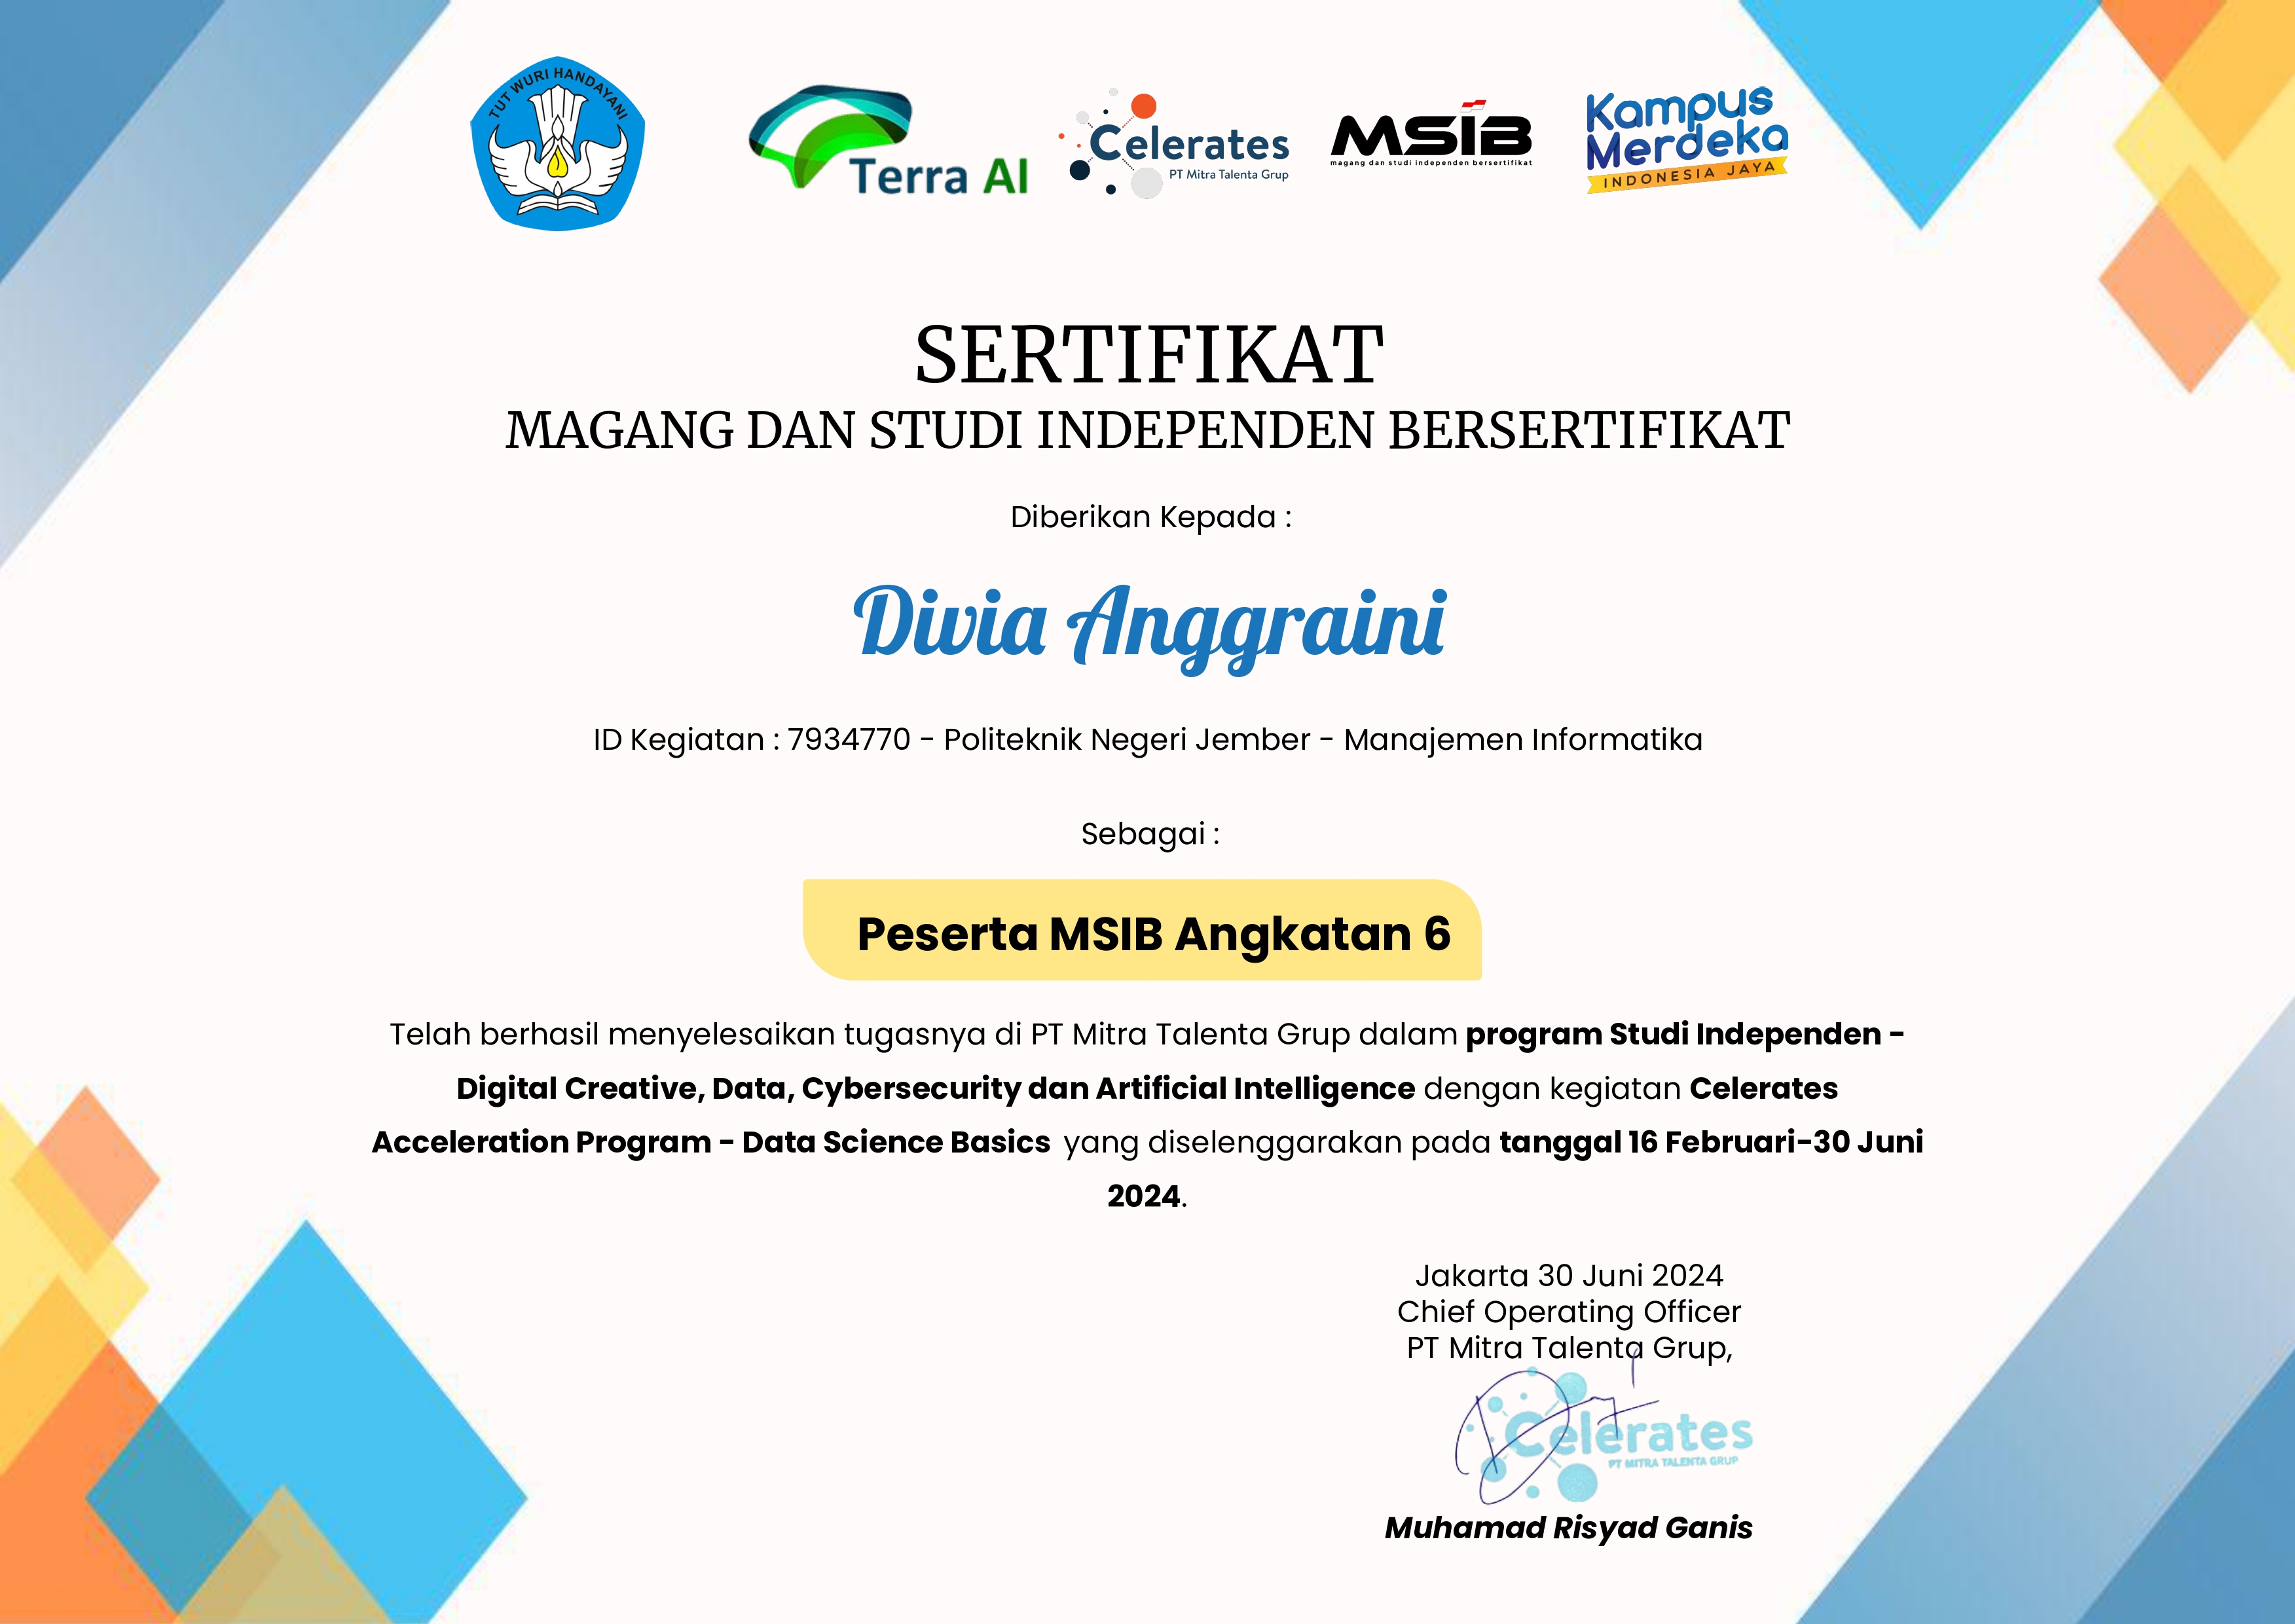 TUT WURI HANDAYANI
Terra AI
Celerates
PT Mitra Talenta Grup
MSIB
magang dan studi independen bersertifikat
Kampus
Merdeka
INDONESIA JAYA
SERTIFIKAT
MAGANG DAN STUDI INDEPENDEN BERSERTIFIKAT
Diberikan Kepada :
Divia Anggraini
ID Kegiatan : 7934770 - Politeknik Negeri Jember - Manajemen Informatika
Sebagai :
Peserta MSIB Angkatan 6
Telah berhasil menyelesaikan tugasnya di PT Mitra Talenta Grup dalam program Studi Independen -
Digital Creative, Data, Cybersecurity dan Artificial Intelligence dengan kegiatan Celerates
Acceleration Program - Data Science Basics yang diselenggarakan pada tanggal 16 Februari-30 Juni
2024.
Jakarta 30 Juni 2024
Chief Operating Officer
PT Mitra Talenta Grup,
Celerates
PT MITRA TALENTA GRUP
Muhamad Risyad Ganis